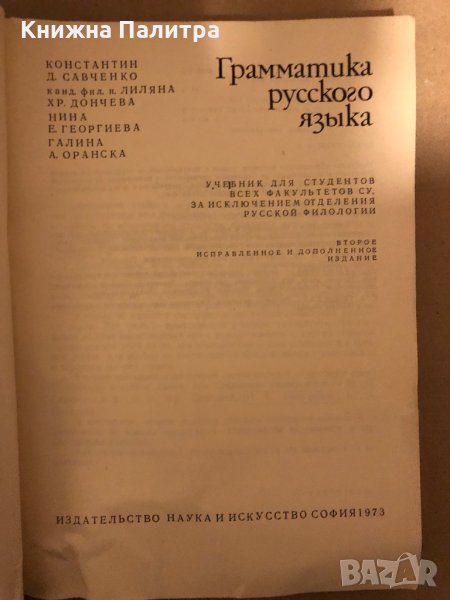 Книжна Палитра
КОНСТАНТИН
Д. САВЧЕНКО
канд. фил. н. ЛИЛЯНА
ХР. ДОНЧЕВА
НИНА
Е. ГЕОРГИЕВА
ГАЛИНА
А. ОРАНСКА
Грамматика
русского
языка
УЧЕБНИК ДЛЯ СТУДЕНТОВ
ВСЕХ ФАКУЛЬТЕТОВ СУ,
ЗА ИСКЛЮЧЕНИЕМ ОТДЕЛЕНИЯ
РУССКОЙ ФИЛОЛОГИИ
ВТОРОЕ
ИСПРАВЛЕННОЕ И ДОПОЛНЕННОЕ
ИЗДАНИЕ
ИЗДАТЕЛЬСТВО НАУКА И ИСКУССТВО СОФИЯ 1973
BAZAR